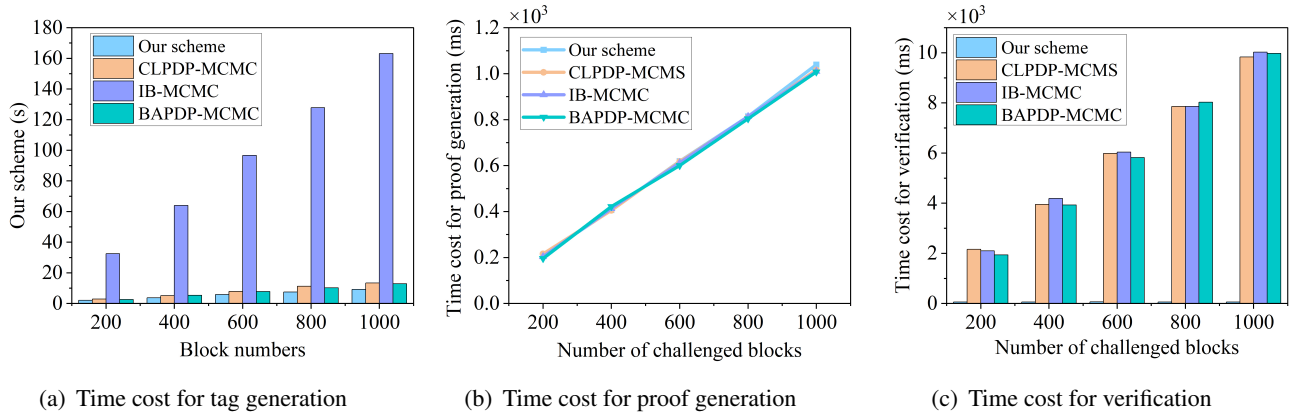 180
160
140
120
100
80
60
40
20
0
Our scheme (s)
Our scheme
CLPDP-MCMC
IB-MCMC
BAPDP-MCMC
200 400 600 800 1000
Block numbers
(a) Time cost for tag generation
×10³
1.2
1.0
0.8
0.6
0.4
0.2
0.0
Time cost for proof generation (ms)
Our scheme
CLPDP-MCMS
IB-MCMC
BAPDP-MCMC
200 400 600 800 1000
Number of challenged blocks
(b) Time cost for proof generation
×10³
10
8
6
4
2
0
Time cost for verification (ms)
Our scheme
CLPDP-MCMS
IB-MCMC
BAPDP-MCMC
200 400 600 800 1000
Number of challenged blocks
(c) Time cost for verification